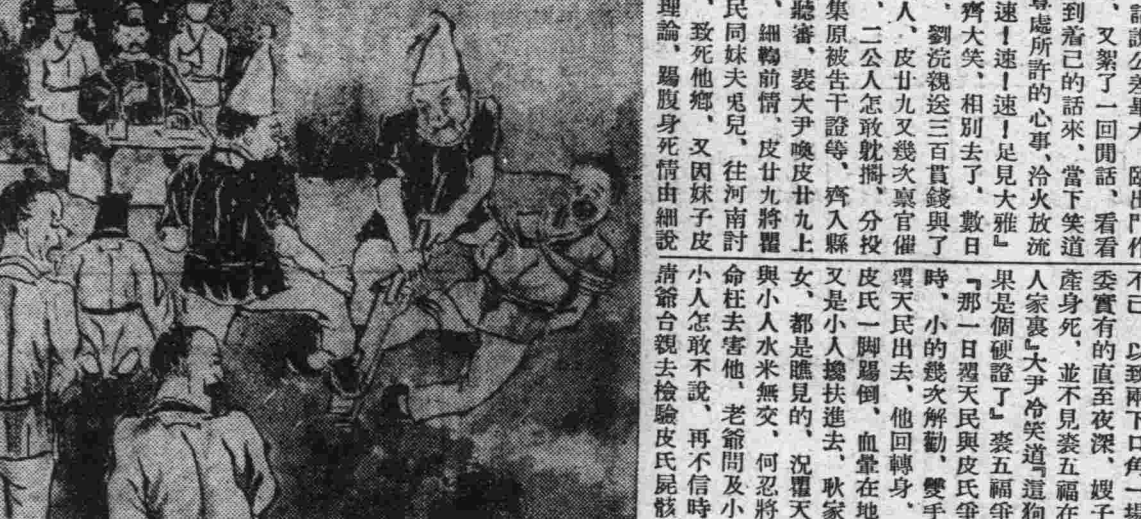 話說公差
、又絮了一回閒話、看看
到着己的話來、當下笑道
處所許的心事、冷火放流
速！速！速！足見大雅』
齊大笑、相別去了、數日
、劉浣親送三百貫錢與了
人、皮廿九又幾次稟官催
、二公人怎敢躭擱、分投
集原被告干證等、齊入縣
聽審、裴大尹喚皮廿九上
、細鞫前情、皮廿九將瞿
民同妹夫兒、往河南討
、致死他鄉、又因妹子皮
理論、踢腹身死情由細說
不已、以致兩下口角一場
委實有的直至夜深、嫂子
產身死、並不見裘五福在
人家裏』大尹冷笑道『這狗
果是個硬證了』裘五福爭
『那一日瞿天民與皮氏爭
時、小的幾次解勸、雙手
瞿天民出去、他回轉身、
皮氏一脚踢倒、血暈在地
又是小人攙扶進去、耿家
女、都是瞧見的、況瞿天
與小人水米無交、何忍將
命枉去害他、老爺問及小
小人怎敢不說、再不信時
請爺台親去檢驗皮氏屍骸